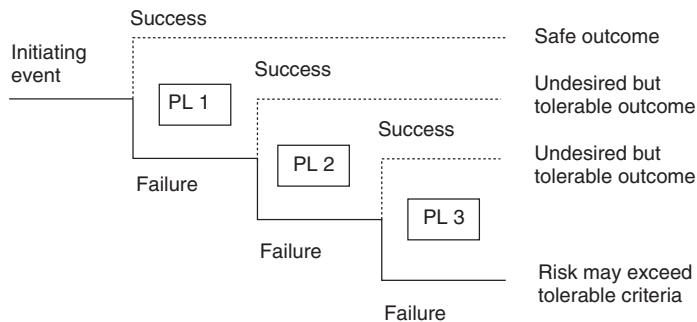 Success
Safe outcome
Initiating
event
Success
Undesired but
tolerable outcome
PL 1
Success
Undesired but
tolerable outcome
PL 2
Failure
PL 3
Failure
Risk may exceed
tolerable criteria
Failure